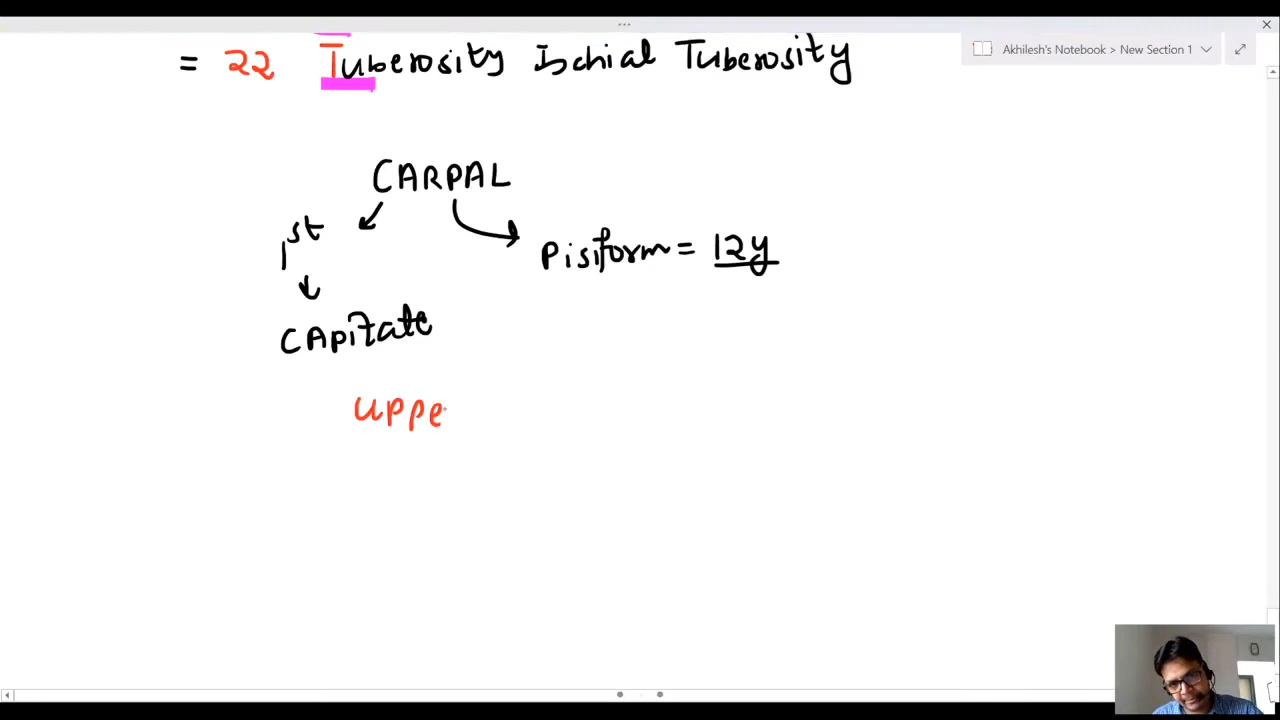 Akhilesh's Notebook > New Section 1
= 22 Tuberosity Ischial Tuberosity
CARPAL
1st
Pisiform = 12y
CApitate
uppe